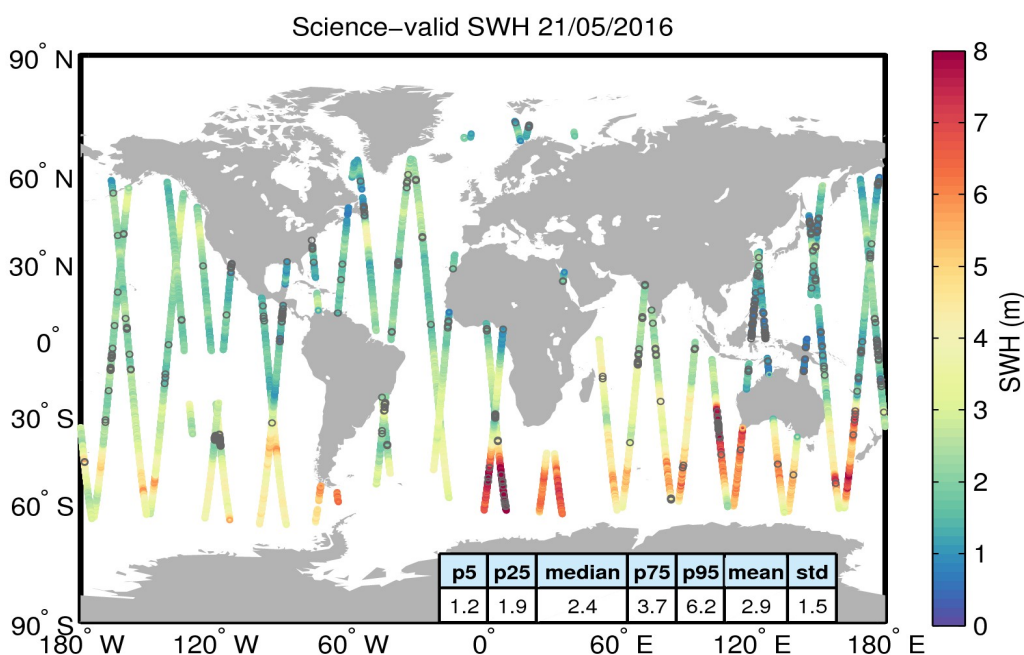 Science−valid SWH 21/05/2016
90° N
60° N
30° N
0°
30° S
60° S
90° S
180° W
120° W
60° W
0°
60° E
120° E
180° E
p5 p25 median p75 p95 mean std
1.2 1.9 2.4 3.7 6.2 2.9 1.5
8
7
6
5
4
3
2
1
0
SWH (m)